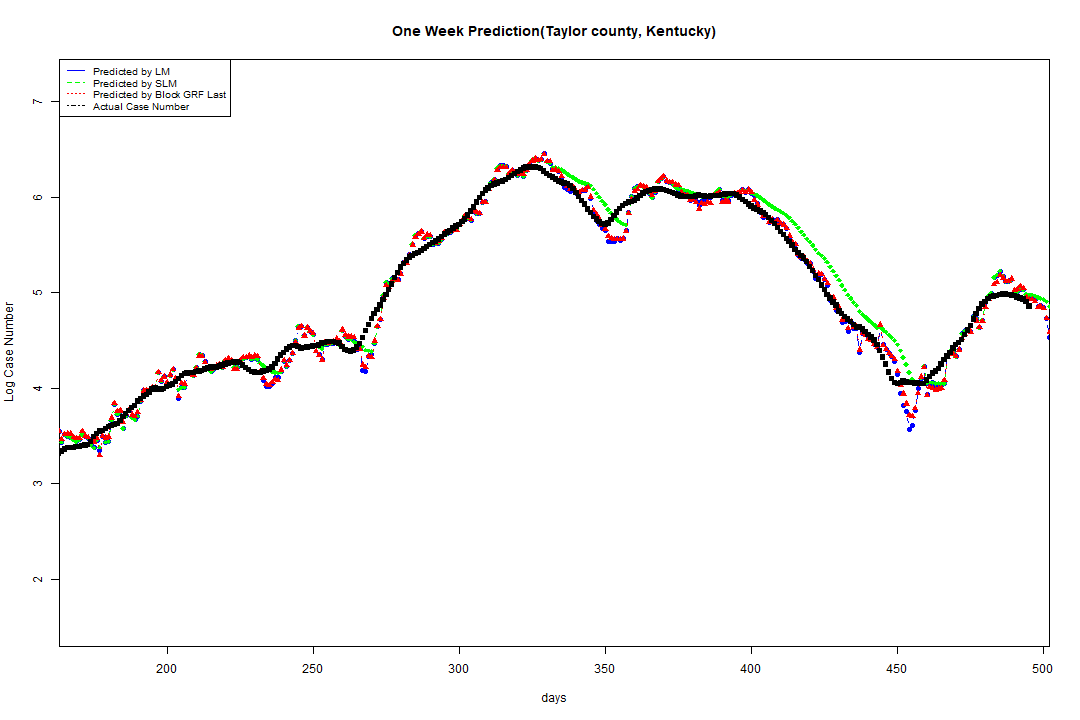 One Week Prediction(Taylor county, Kentucky)
Predicted by LM
Predicted by SLM
Predicted by Block GRF Last
Actual Case Number
7
6
5
4
3
2
Log Case Number
200 250 300 350 400 450 500
days